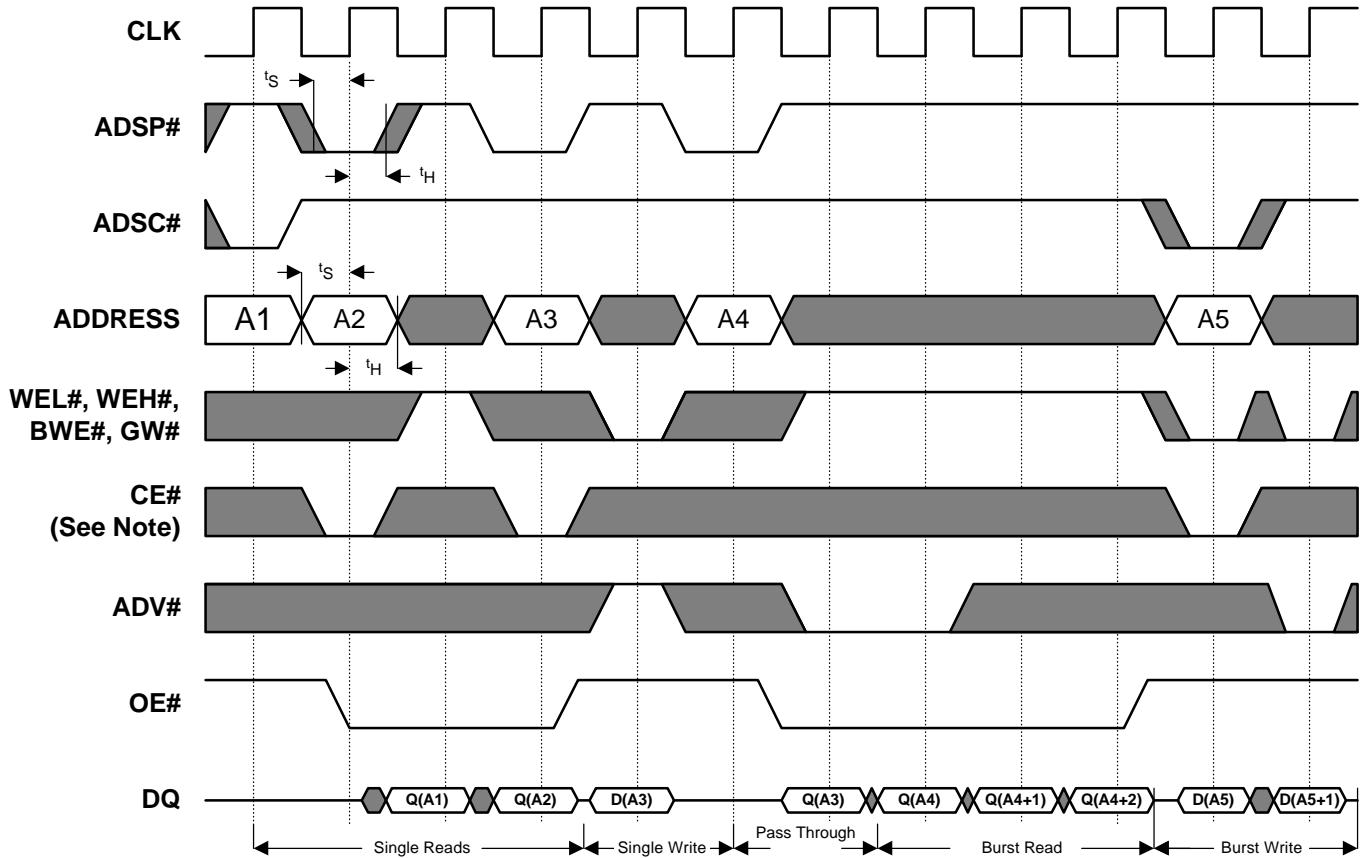 CLK
tS
ADSP#
tH
ADSC#
tS
ADDRESS
A1 A2 A3 A4 A5
tH
WEL#, WEH#,
BWE#, GW#
CE#
(See Note)
ADV#
OE#
DQ
Q(A1) Q(A2) D(A3) Q(A3) Q(A4) Q(A4+1) Q(A4+2) D(A5) D(A5+1)
Single Reads Single Write Pass Through Burst Read Burst Write